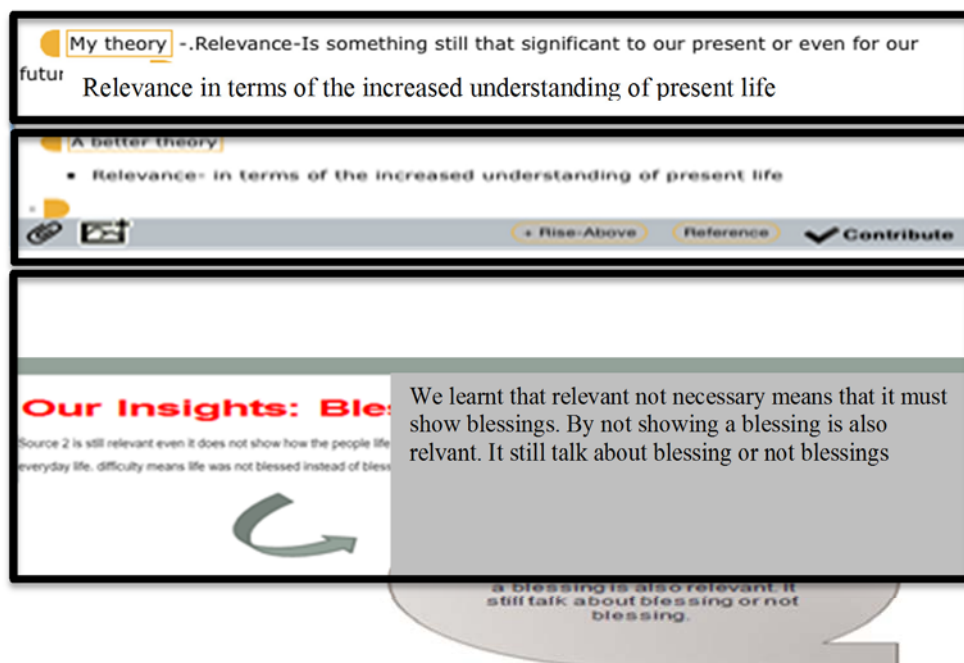 My theory -.Relevance-Is something still that significant to our present or even for our
futur
Relevance in terms of the increased understanding of present life
A better theory
• Relevance- in terms of the increased understanding of present life
+ Rise-Above Reference Contribute
Our Insights: Bles
Source 2 is still relevant even it does not show how the people life
everyday life. difficulty means life was not blessed instead of bless
We learnt that relevant not necessary means that it must
show blessings. By not showing a blessing is also
relvant. It still talk about blessing or not blessings
a blessing is also relevant. It
still talk about blessing or not
blessing.